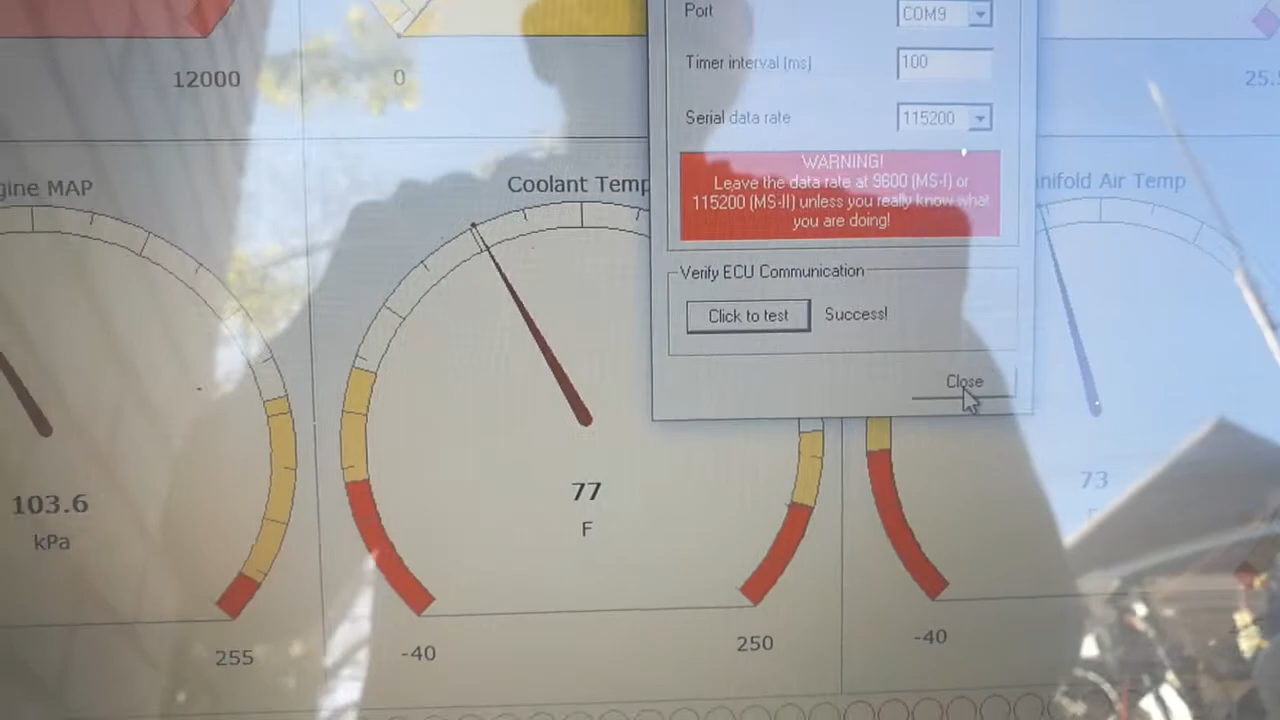 12000
0
Port
COM9
25.5
Timer interval (ms)
100
Serial data rate
115200
WARNING!
Leave the data rate at 9600 (MS-I) or
115200 (MS-II) unless you really know what
you are doing!
gine MAP
Coolant Temp
nifold Air Temp
Verify ECU Communication
Click to test
Success!
Close
103.6
kPa
77
F
73
F
255
-40
250
-40